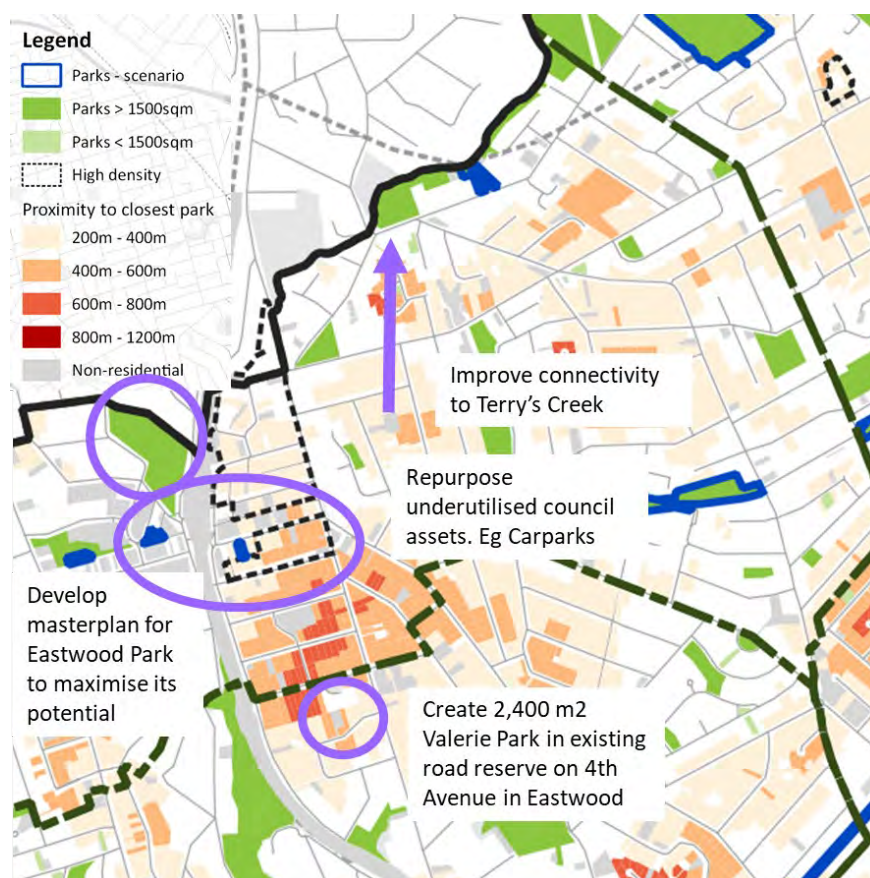 Legend
Parks - scenario
Parks > 1500sqm
Parks < 1500sqm
High density
Proximity to closest park
200m - 400m
400m - 600m
600m - 800m
800m - 1200m
Non-residential
Improve connectivity
to Terry’s Creek
Repurpose
underutilised council
assets. Eg Carparks
Develop
masterplan for
Eastwood Park
to maximise its
potential
Create 2,400 m2
Valerie Park in existing
road reserve on 4th
Avenue in Eastwood